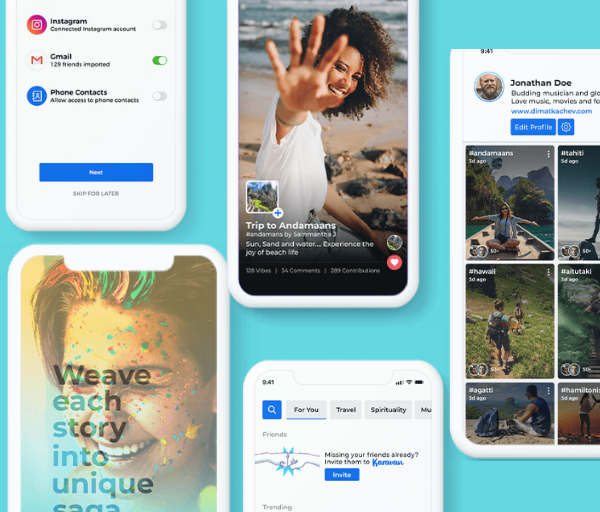 Instagram
Connected Instagram account
Gmail
129 friends imported
Phone Contacts
Allow access to phone contacts
Next
SKIP FOR LATER
Trip to Andamaans
#andamans by Sammantha J
Sun, Sand and water... Experience the
joy of beach life
128 Vibes | 34 Comments | 289 Contributions
9:41
Jonathan Doe
Budding musician and glo
Love music, movies and fo
www.dimatkachev.com
Edit Profile
#andamaans
5d ago
50+
#tahiti
5d ago
#hawaii
5d ago
50+
#aitutaki
5d ago
#agatti
5d ago
#hamiltonis
5d ago
Weave
each
story
into
unique
saga
9:41
For You
Travel
Spirituality
Mu
Friends
Missing your friends already?
Invite them to Karavan
Invite
Trending